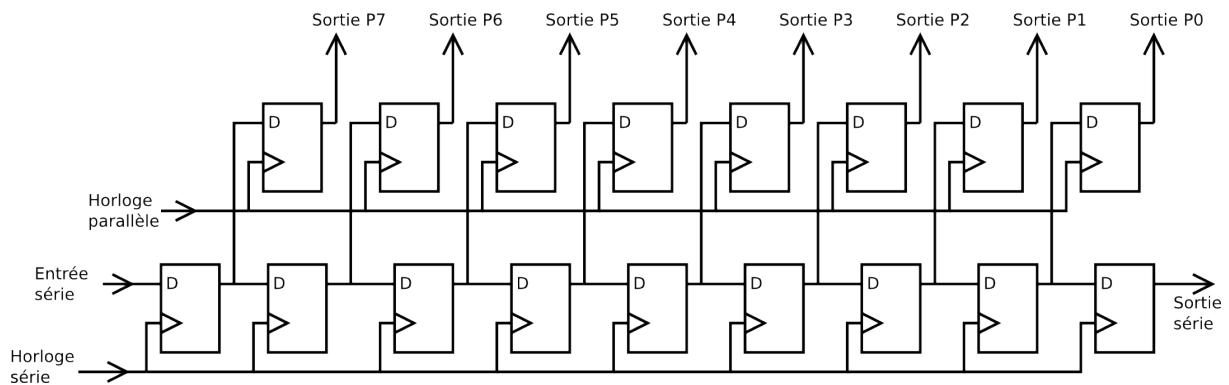 Sortie P7 Sortie P6 Sortie P5 Sortie P4 Sortie P3 Sortie P2 Sortie P1 Sortie P0
D D D D D D D D
Horloge
parallèle
Entrée
série
D D D D D D D D D
Sortie
série
Horloge
série